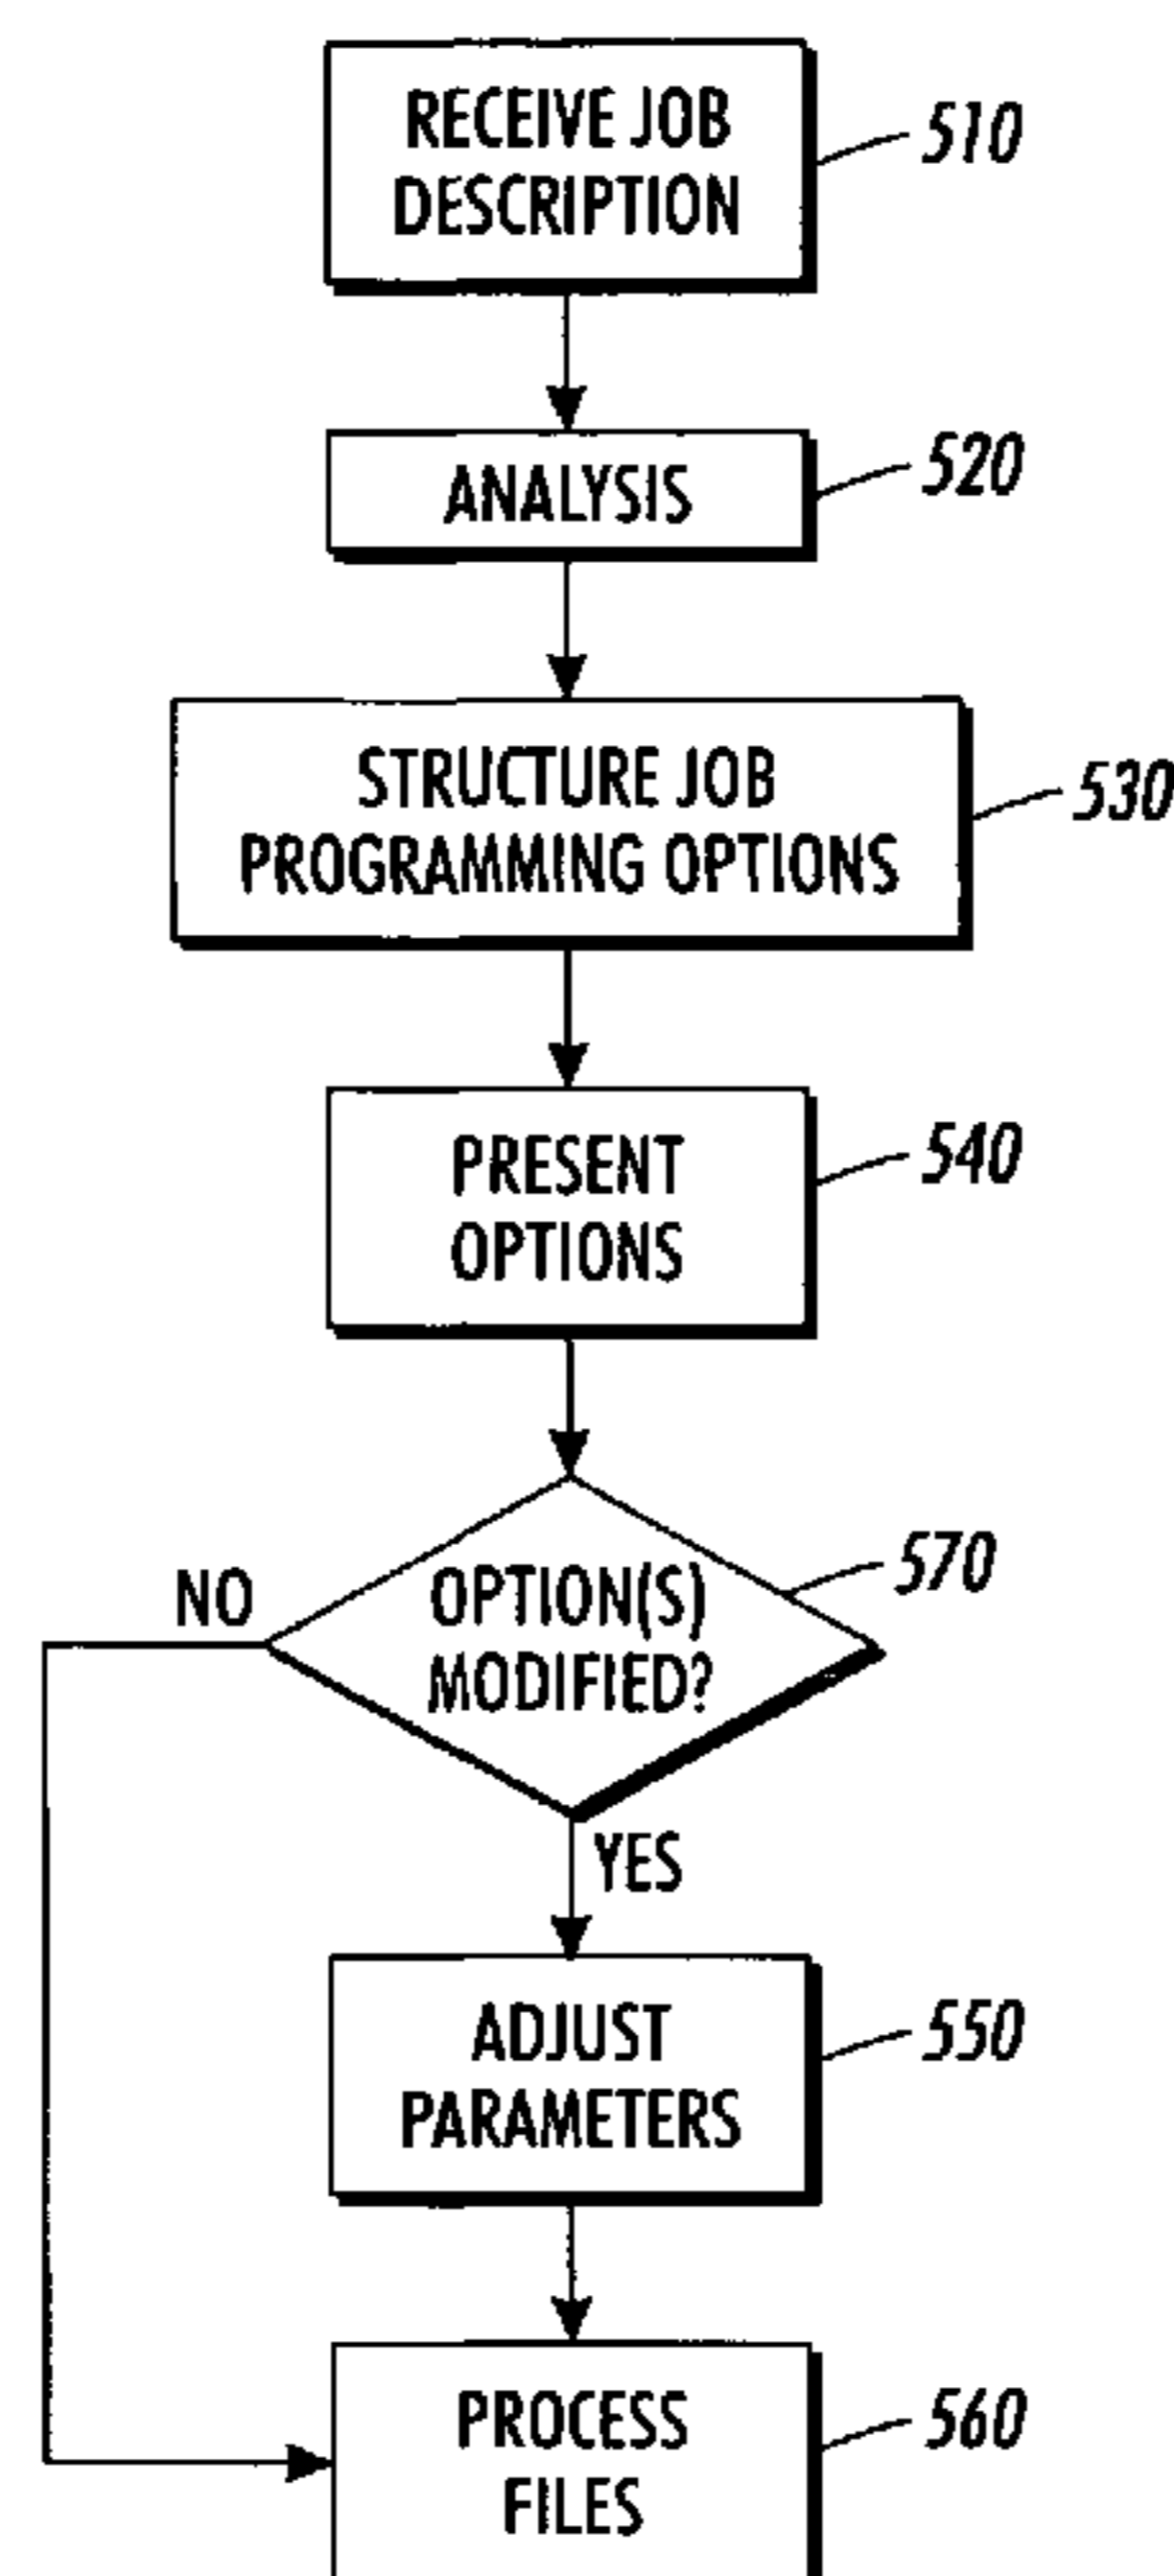 RECEIVE JOB
DESCRIPTION
510
ANALYSIS
520
STRUCTURE JOB
PROGRAMMING OPTIONS
530
PRESENT
OPTIONS
540
OPTION(S)
MODIFIED?
570
NO
YES
ADJUST
PARAMETERS
550
PROCESS
FILES
560